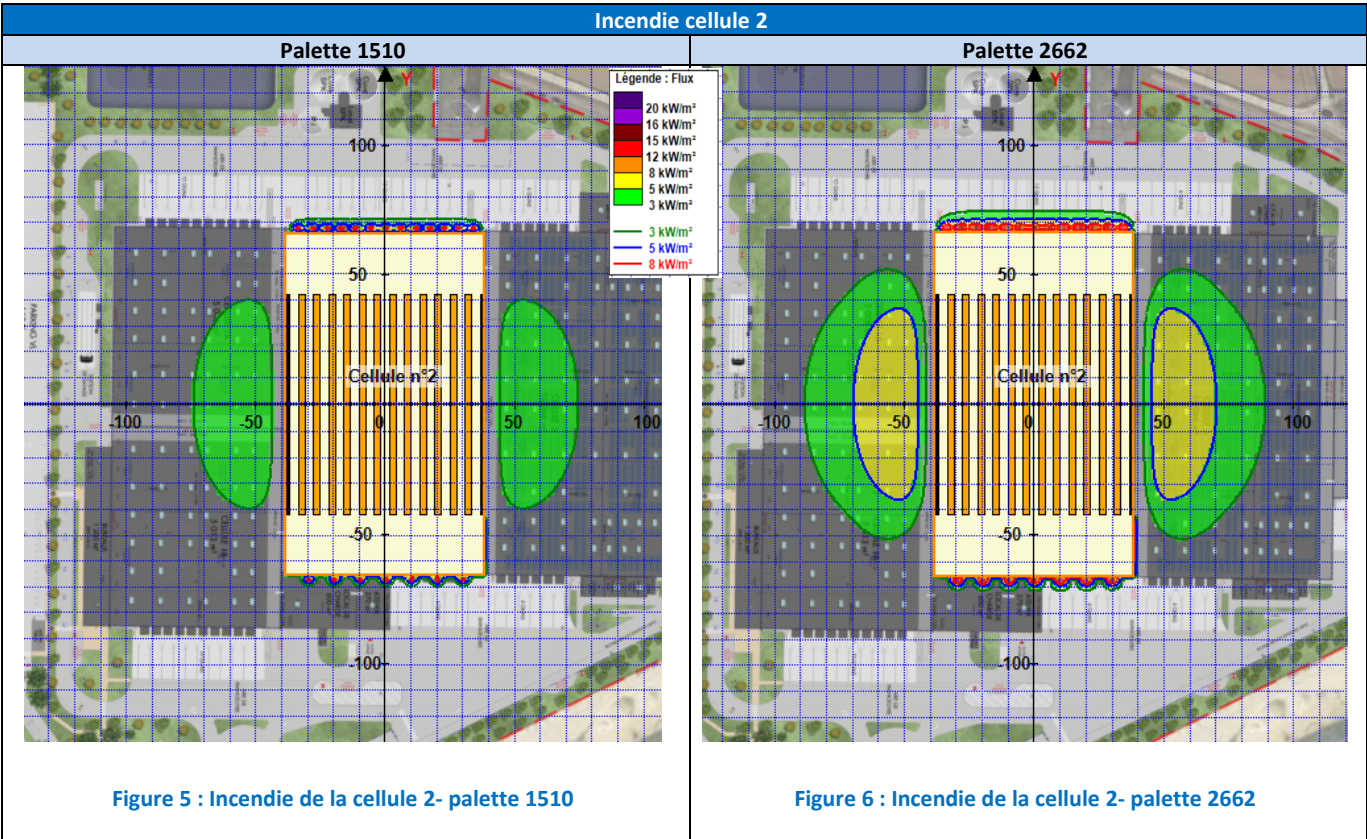 Incendie cellule 2
Palette 1510
Palette 2662
Légende : Flux
20 kW/m²
16 kW/m²
15 kW/m²
12 kW/m²
8 kW/m²
5 kW/m²
3 kW/m²
3 kW/m²
5 kW/m²
8 kW/m²
Y
100
50
Cellule n°2
-100
-50
0
50
100
-50
-100
Y
100
50
Cellule n°2
-100
-50
0
50
100
-50
-100
Figure 5 : Incendie de la cellule 2- palette 1510
Figure 6 : Incendie de la cellule 2- palette 2662